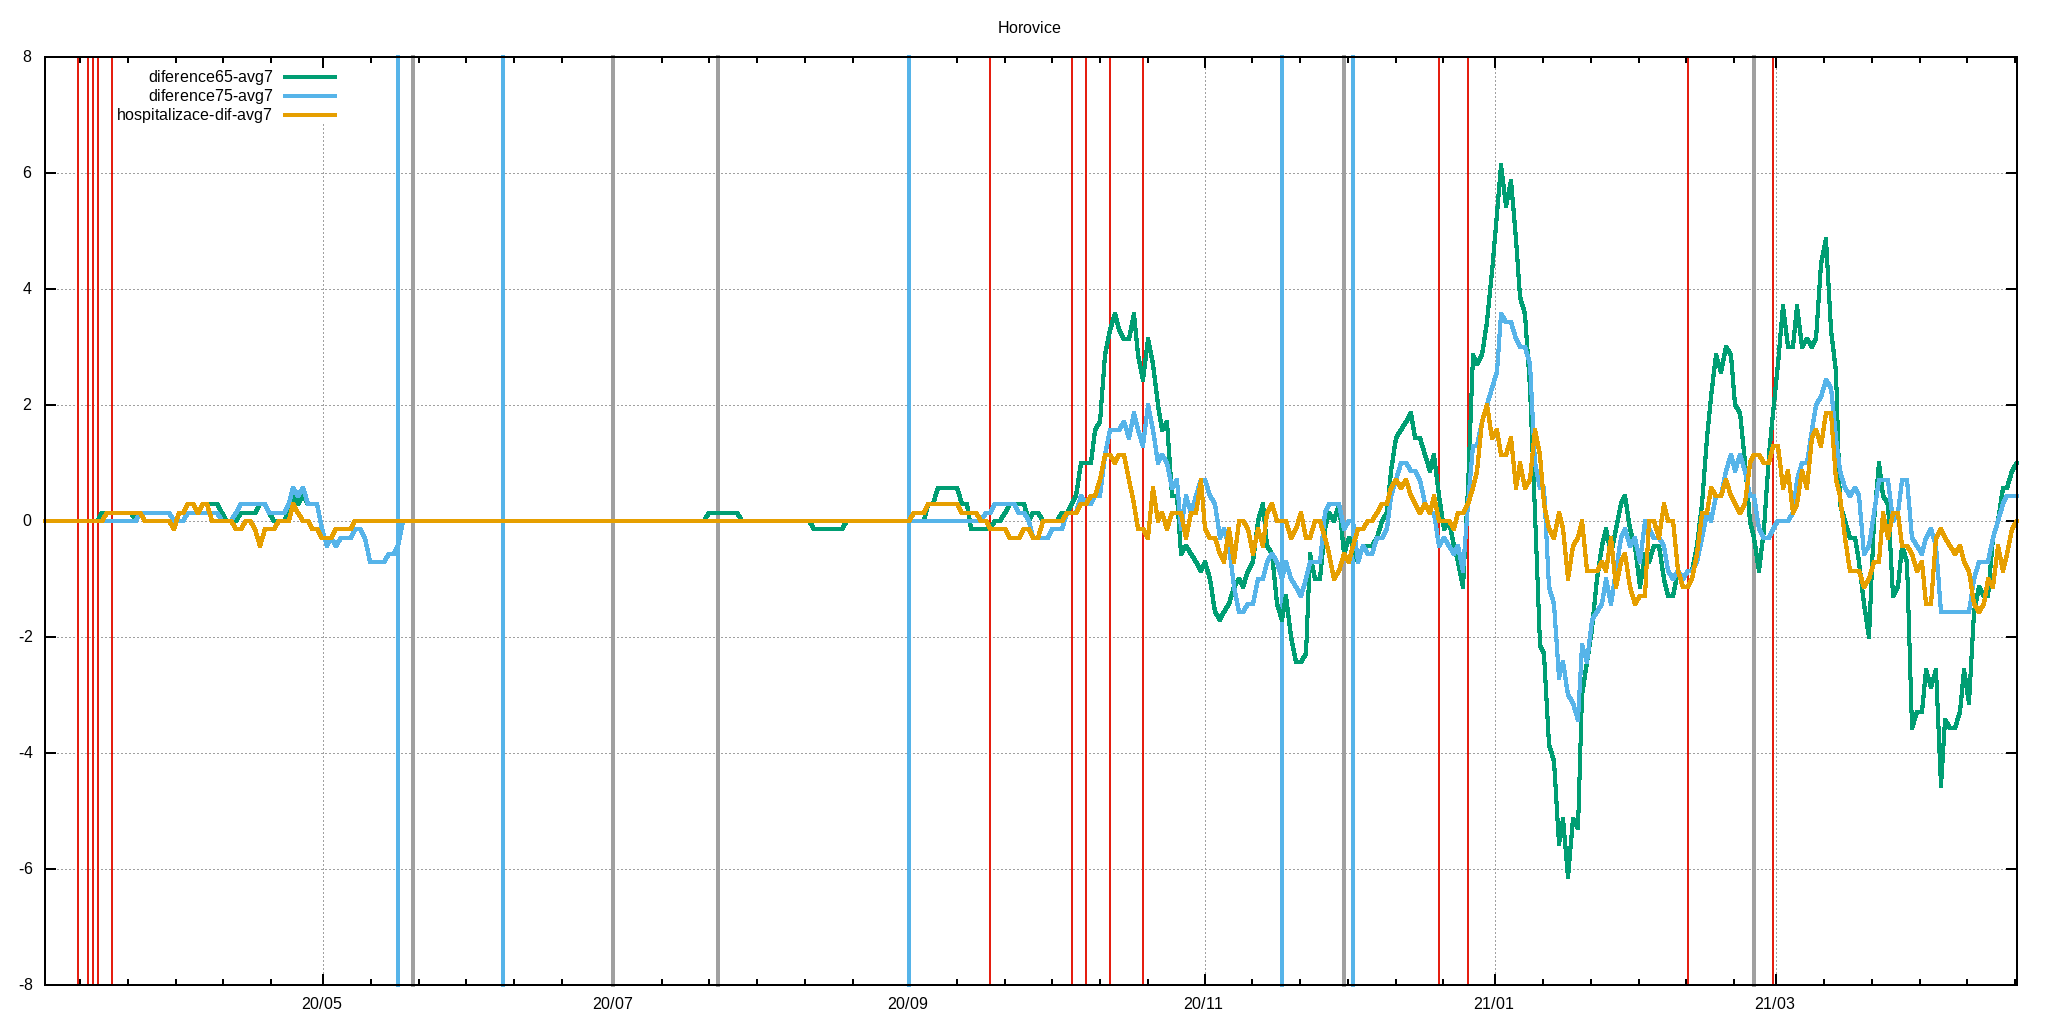 Horovice
diference65-avg7
diference75-avg7
hospitalizace-dif-avg7
8
6
4
2
0
-2
-4
-6
-8
20/05 20/07 20/09 20/11 21/01 21/03